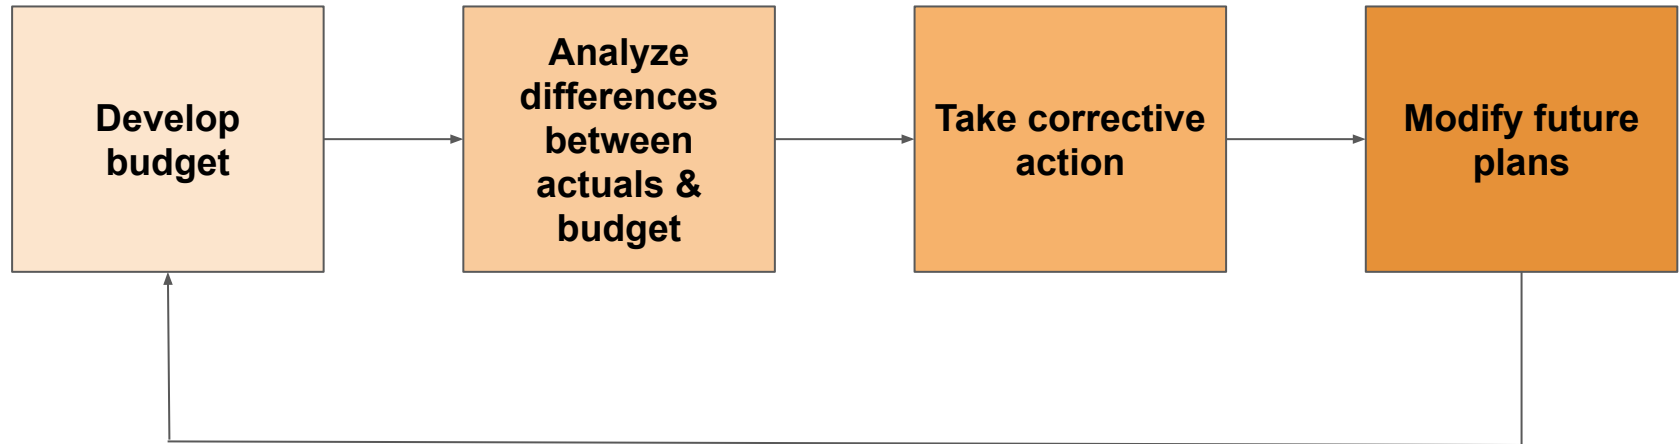 Develop
budget
Analyze
differences
between
actuals &
budget
Take corrective
action
Modify future
plans